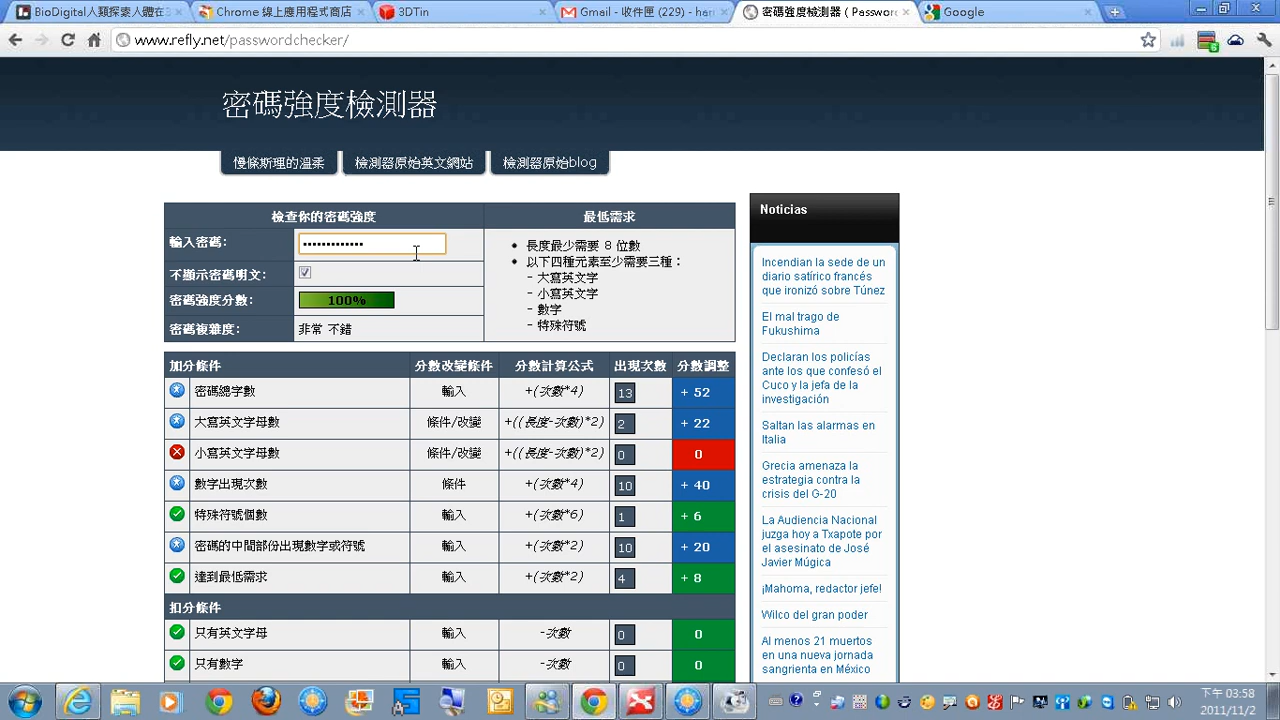 BioDigital人類探索人體在3
Chrome 線上應用程式商店
3DTin
Gmail - 收件匣 (229) - har
密碼強度檢測器 ( Passwor
Google
www.refly.net/passwordchecker/
密碼強度檢測器
慢條斯理的溫柔
檢測器原始英文網站
檢測器原始blog
檢查你的密碼強度
最低需求
輸入密碼:
•••••••••••••
不顯示密碼明文:
密碼強度分數:
100%
密碼複雜度:
非常 不錯
• 長度最少需要 8 位數
• 以下四種元素至少需要三種：
- 大寫英文字
- 小寫英文字
- 數字
- 特殊符號
加分條件 分數改變條件 分數計算公式 出現次數 分數調整
密碼總字數 輸入 +(次數*4) 13 + 52
大寫英文字母數 條件/改變 +((長度-次數)*2) 2 + 22
小寫英文字母數 條件/改變 +((長度-次數)*2) 0 0
數字出現次數 條件 +(次數*4) 10 + 40
特殊符號個數 輸入 +(次數*6) 1 + 6
密碼的中間部份出現數字或符號 輸入 +(次數*2) 10 + 20
達到最低需求 輸入 +(次數*2) 4 + 8
扣分條件
只有英文字母 輸入 -次數 0 0
只有數字 輸入 -次數 0 0
Noticias
Incendian la sede de un
diario satírico francés
que ironizó sobre Túnez
El mal trago de
Fukushima
Declaran los policías
ante los que confesó el
Cuco y la jefa de la
investigación
Saltan las alarmas en
Italia
Grecia amenaza la
estrategia contra la
crisis del G-20
La Audiencia Nacional
juzga hoy a Txapote por
el asesinato de José
Javier Múgica
¡Mahoma, redactor jefe!
Wilco del gran poder
Al menos 21 muertos
en una nueva jornada
sangrienta en México
下午 03:58
2011/11/2